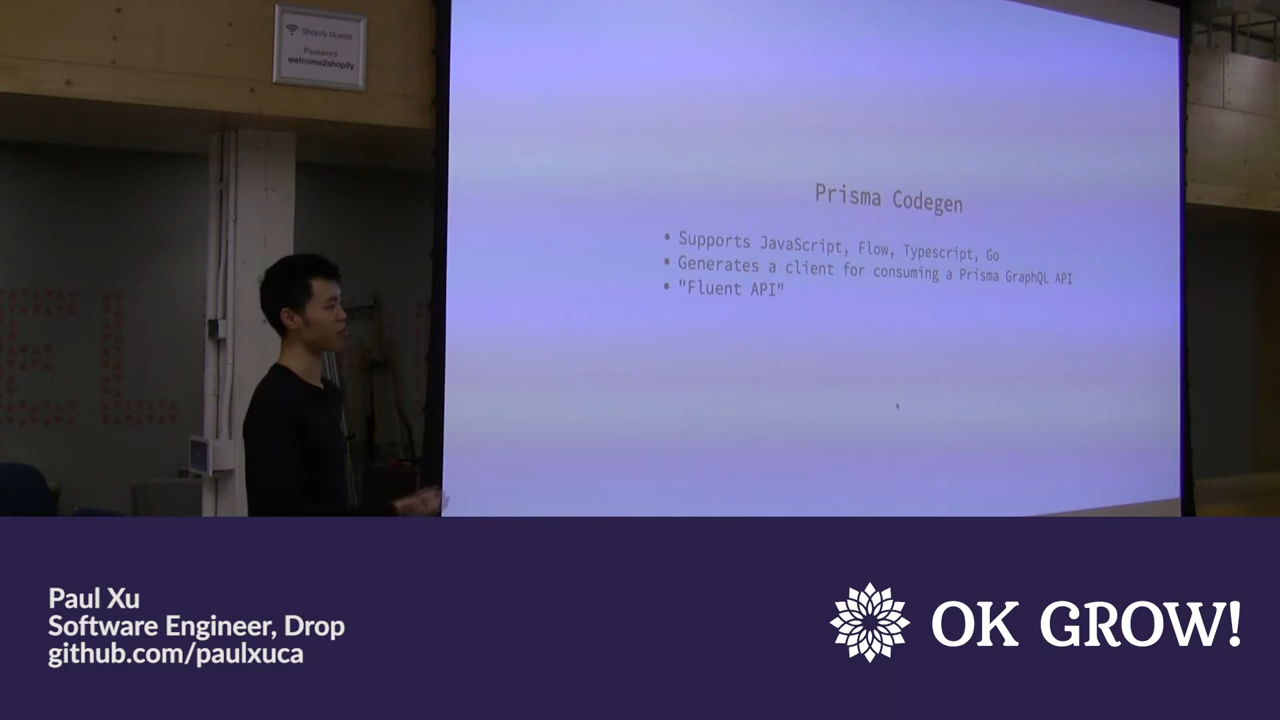 Shopify Guests
Password:
welcome2shopify
Prisma Codegen
• Supports JavaScript, Flow, Typescript, Go
• Generates a client for consuming a Prisma GraphQL API
• "Fluent API"
Paul Xu
Software Engineer, Drop
github.com/paulxuca
OK GROW!